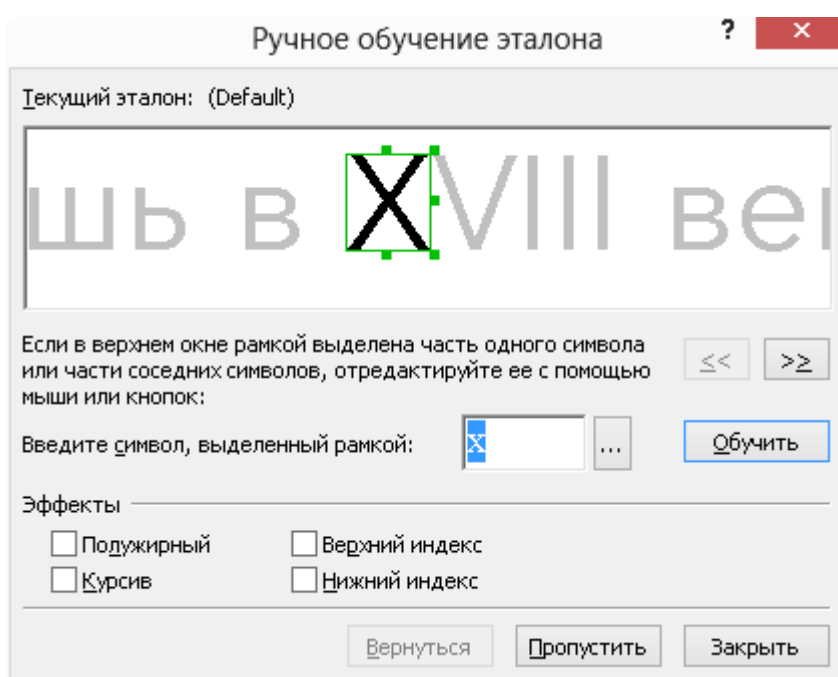 Ручное обучение эталона
?
×
Текущий эталон: (Default)
шь в XVIII ве
Если в верхнем окне рамкой выделена часть одного символа
или части соседних символов, отредактируйте ее с помощью
мыши или кнопок:
<< >>
Введите символ, выделенный рамкой: X ... Обучить
Эффекты
Полужирный Верхний индекс
Курсив Нижний индекс
Вернуться Пропустить Закрыть